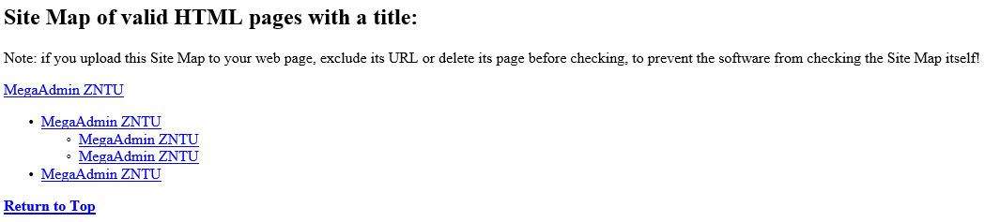 Site Map of valid HTML pages with a title:
Note: if you upload this Site Map to your web page, exclude its URL or delete its page before checking, to prevent the software from checking the Site Map itself!
MegaAdmin ZNTU
• MegaAdmin ZNTU
◦ MegaAdmin ZNTU
◦ MegaAdmin ZNTU
• MegaAdmin ZNTU
Return to Top